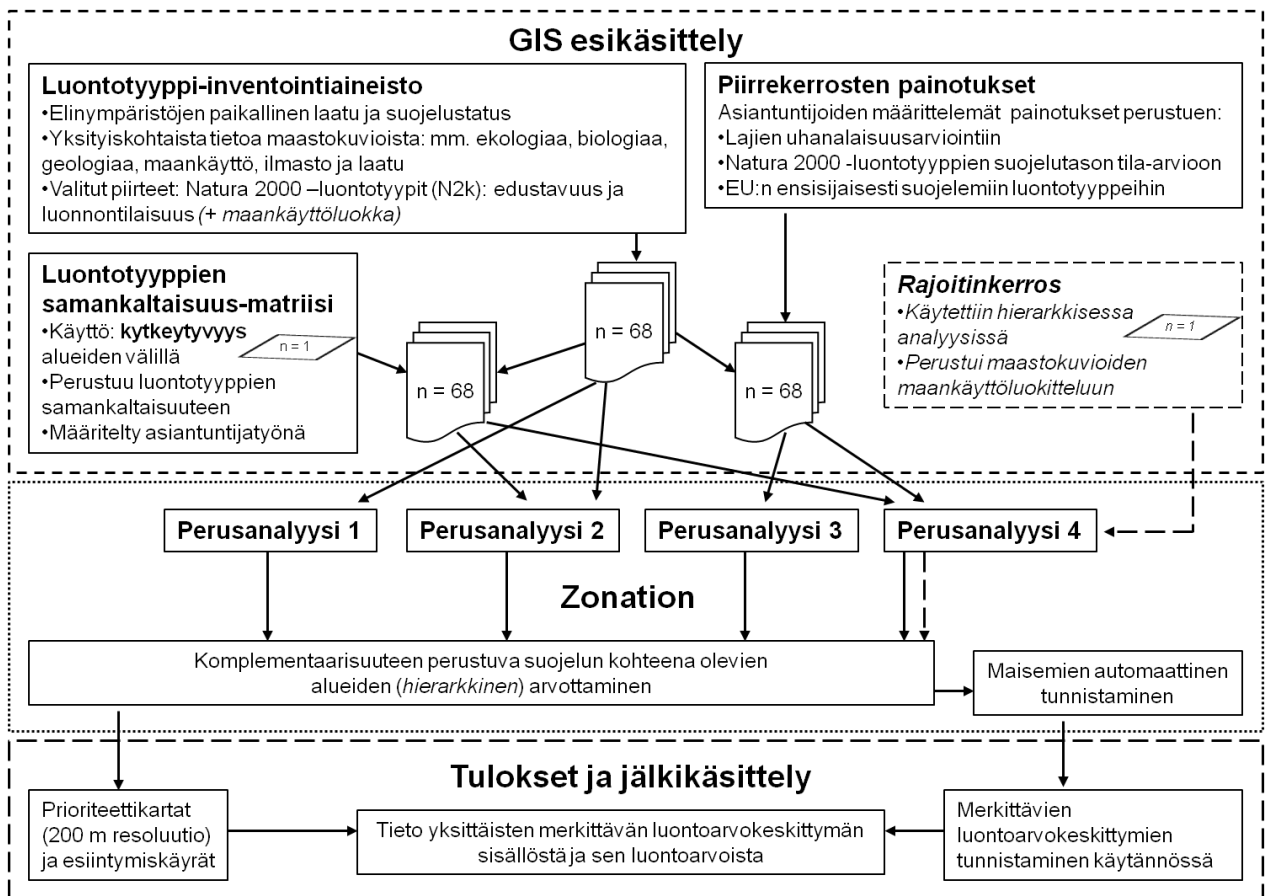 GIS esikäsittely
Luontotyyppi-inventointiaineisto
•Elinympäristöjen paikallinen laatu ja suojelustatus
•Yksityiskohtaista tietoa maastokuvioista: mm. ekologiaa, biologiaa,
geologiaa, maankäyttö, ilmasto ja laatu
•Valitut piirteet: Natura 2000 –luontotyypit (N2k): edustavuus ja
luonnontilaisuus (+ maankäyttöluokka)
Piirrekerrosten painotukset
Asiantuntijoiden määrittelemät painotukset perustuen:
•Lajien uhanalaisuusarviointiin
•Natura 2000 -luontotyyppien suojelutason tila-arvioon
•EU:n ensisijaisesti suojelemiin luontotyyppeihin
Luontotyyppien
samankaltaisuus-matriisi
•Käyttö: kytkeytyvyys
alueiden välillä
•Perustuu luontotyyppien
samankaltaisuuteen
•Määritelty asiantuntijatyönä
n = 1
n = 68
n = 68
n = 68
Rajoitinkerros
•Käytettiin hierarkkisessa
analyysissä
•Perustui maastokuvioiden
maankäyttöluokitteluun
n = 1
Perusanalyysi 1
Perusanalyysi 2
Perusanalyysi 3
Perusanalyysi 4
Zonation
Komplementaarisuuteen perustuva suojelun kohteena olevien
alueiden (hierarkkinen) arvottaminen
Maisemien automaattinen
tunnistaminen
Tulokset ja jälkikäsittely
Prioriteettikartat
(200 m resoluutio)
ja esiintymiskäyrät
Tieto yksittäisten merkittävän luontoarvokeskittymän
sisällöstä ja sen luontoarvoista
Merkittävien
luontoarvokeskittymien
tunnistaminen käytännössä